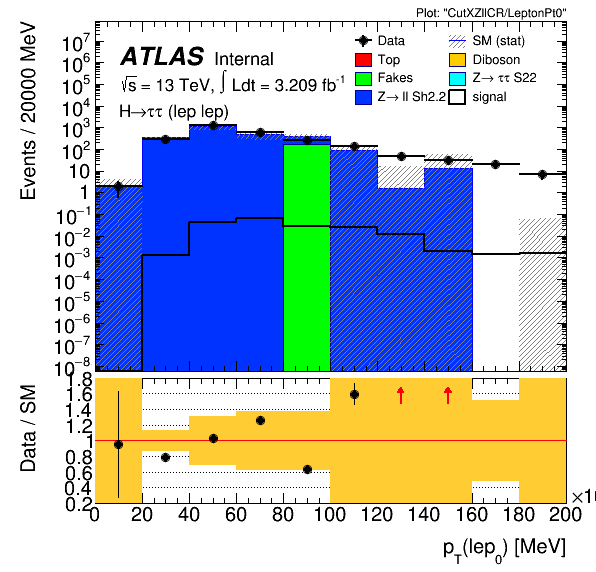 Plot: "CutXZllCR/LeptonPt0"
ATLAS Internal
√s = 13 TeV, ∫ Ldt = 3.209 fb⁻¹
H→ττ (lep lep)
Data
SM (stat)
Top
Diboson
Fakes
Z→ ττ S22
Z→ ll Sh2.2
signal
Events / 20000 MeV
10⁷
10⁶
10⁵
10⁴
10³
10²
10
1
10⁻¹
10⁻²
10⁻³
10⁻⁴
10⁻⁵
10⁻⁶
10⁻⁷
10⁻⁸
Data / SM
1.8
1.6
1.4
1.2
1
0.8
0.6
0.4
0.2
0 20 40 60 80 100 120 140 160 180 200
p_T(lep_0) [MeV]